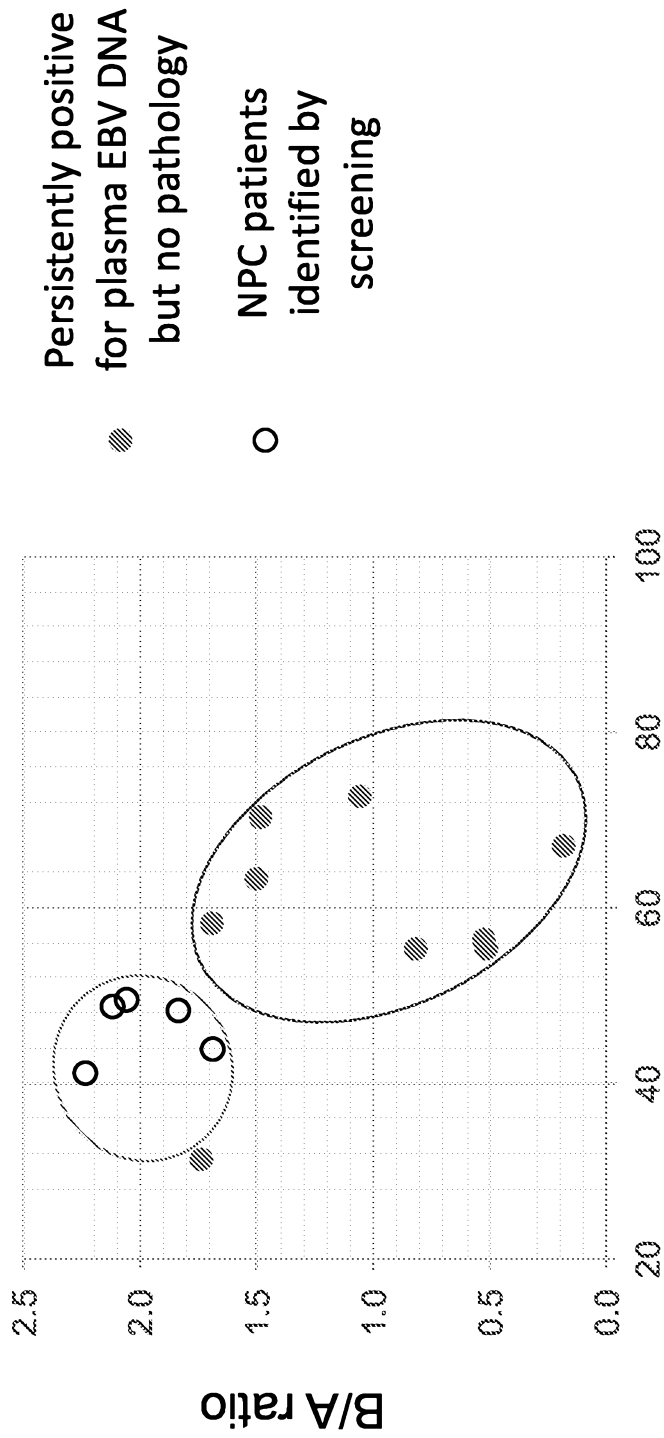 Persistently positive
for plasma EBV DNA
but no pathology
NPC patients
identified by
screening
B/A ratio
2.5
2.0
1.5
1.0
0.5
0.0
20
40
60
80
100